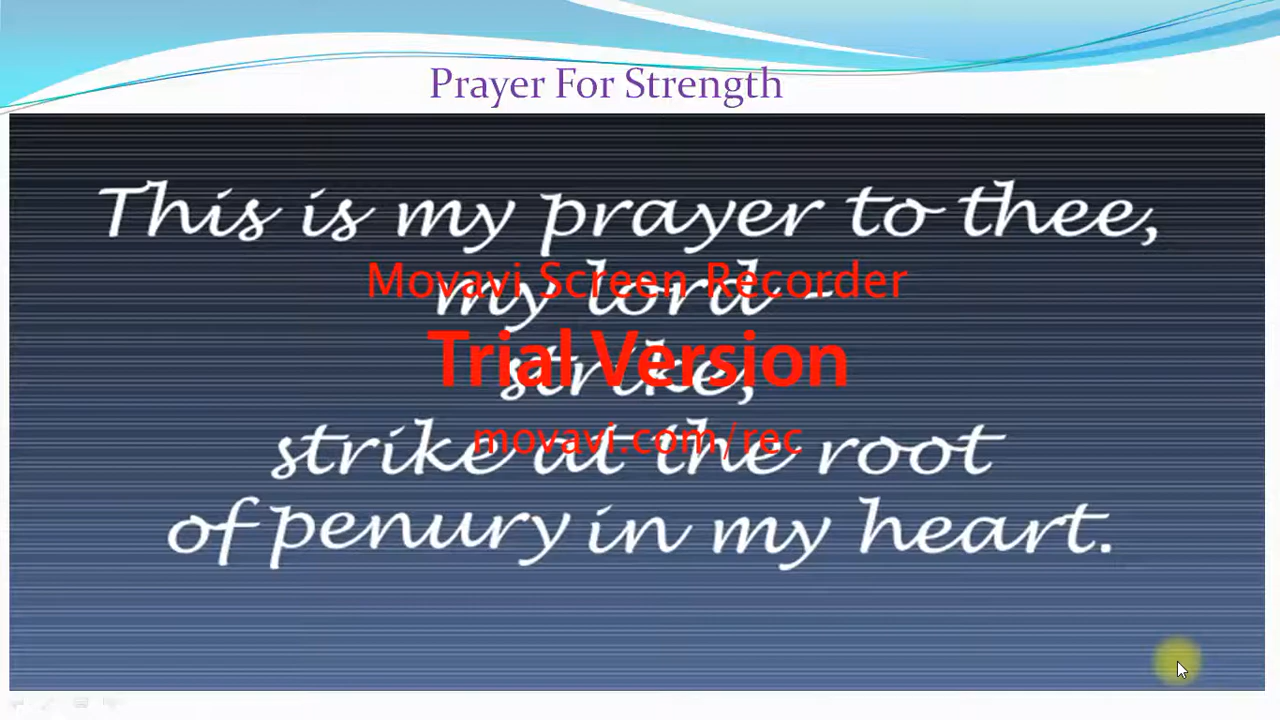 Prayer For Strength
This is my prayer to thee,
Movavi Screen Recorder
my lord -
Trial Version
strike,
movavi.com/rec
strike at the root
of penury in my heart.